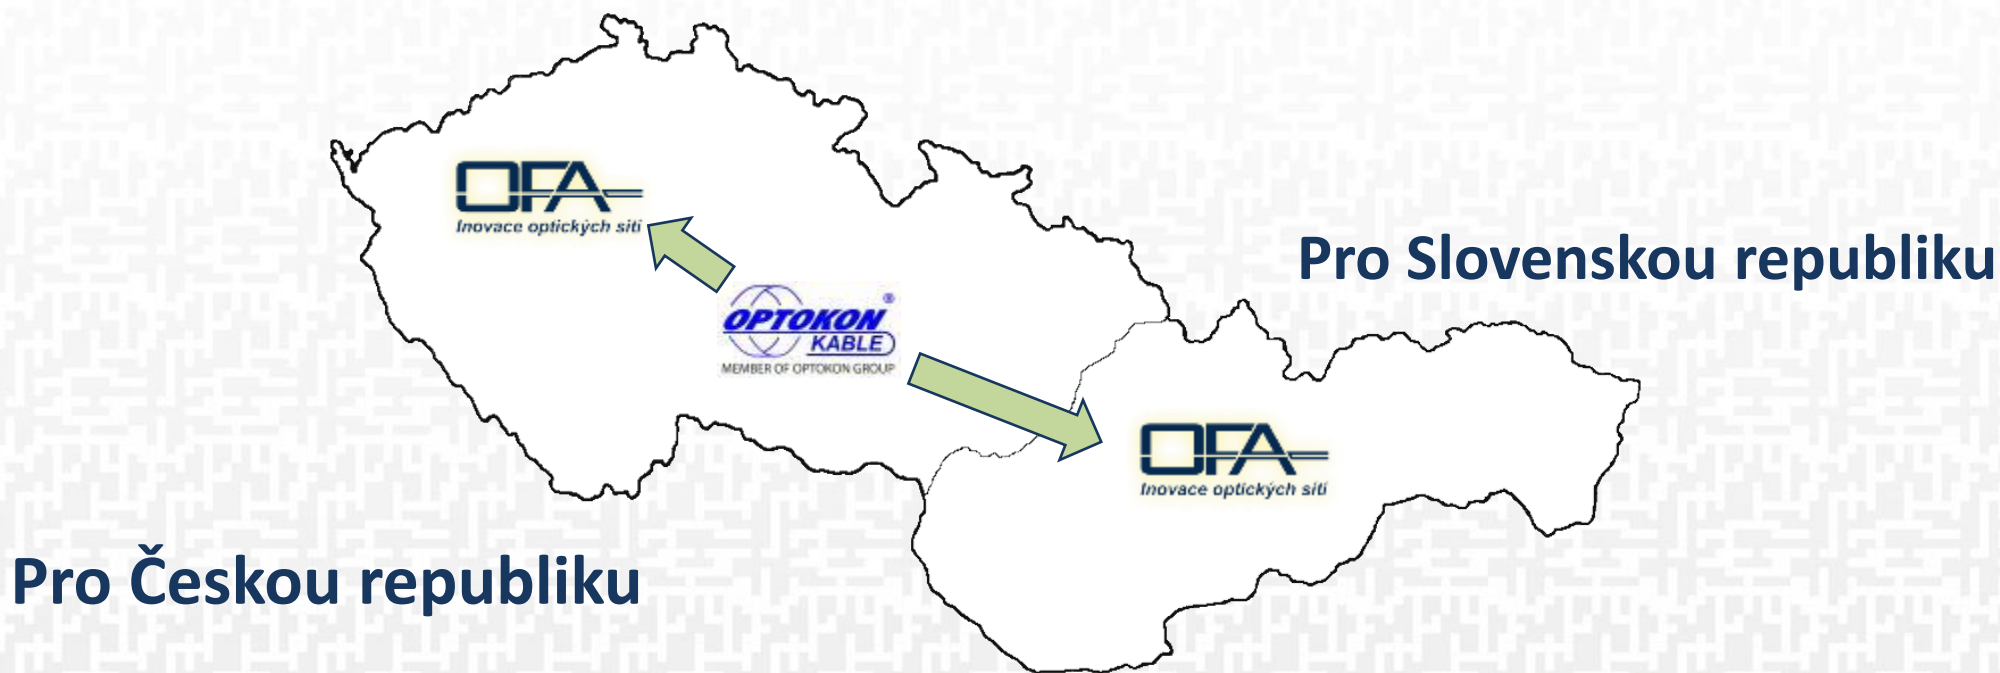 OFA
Inovace optických sítí
Pro Slovenskou republiku
OPTOKON ®
KABLE
MEMBER OF OPTOKON GROUP
OFA
Inovace optických sítí
Pro Českou republiku